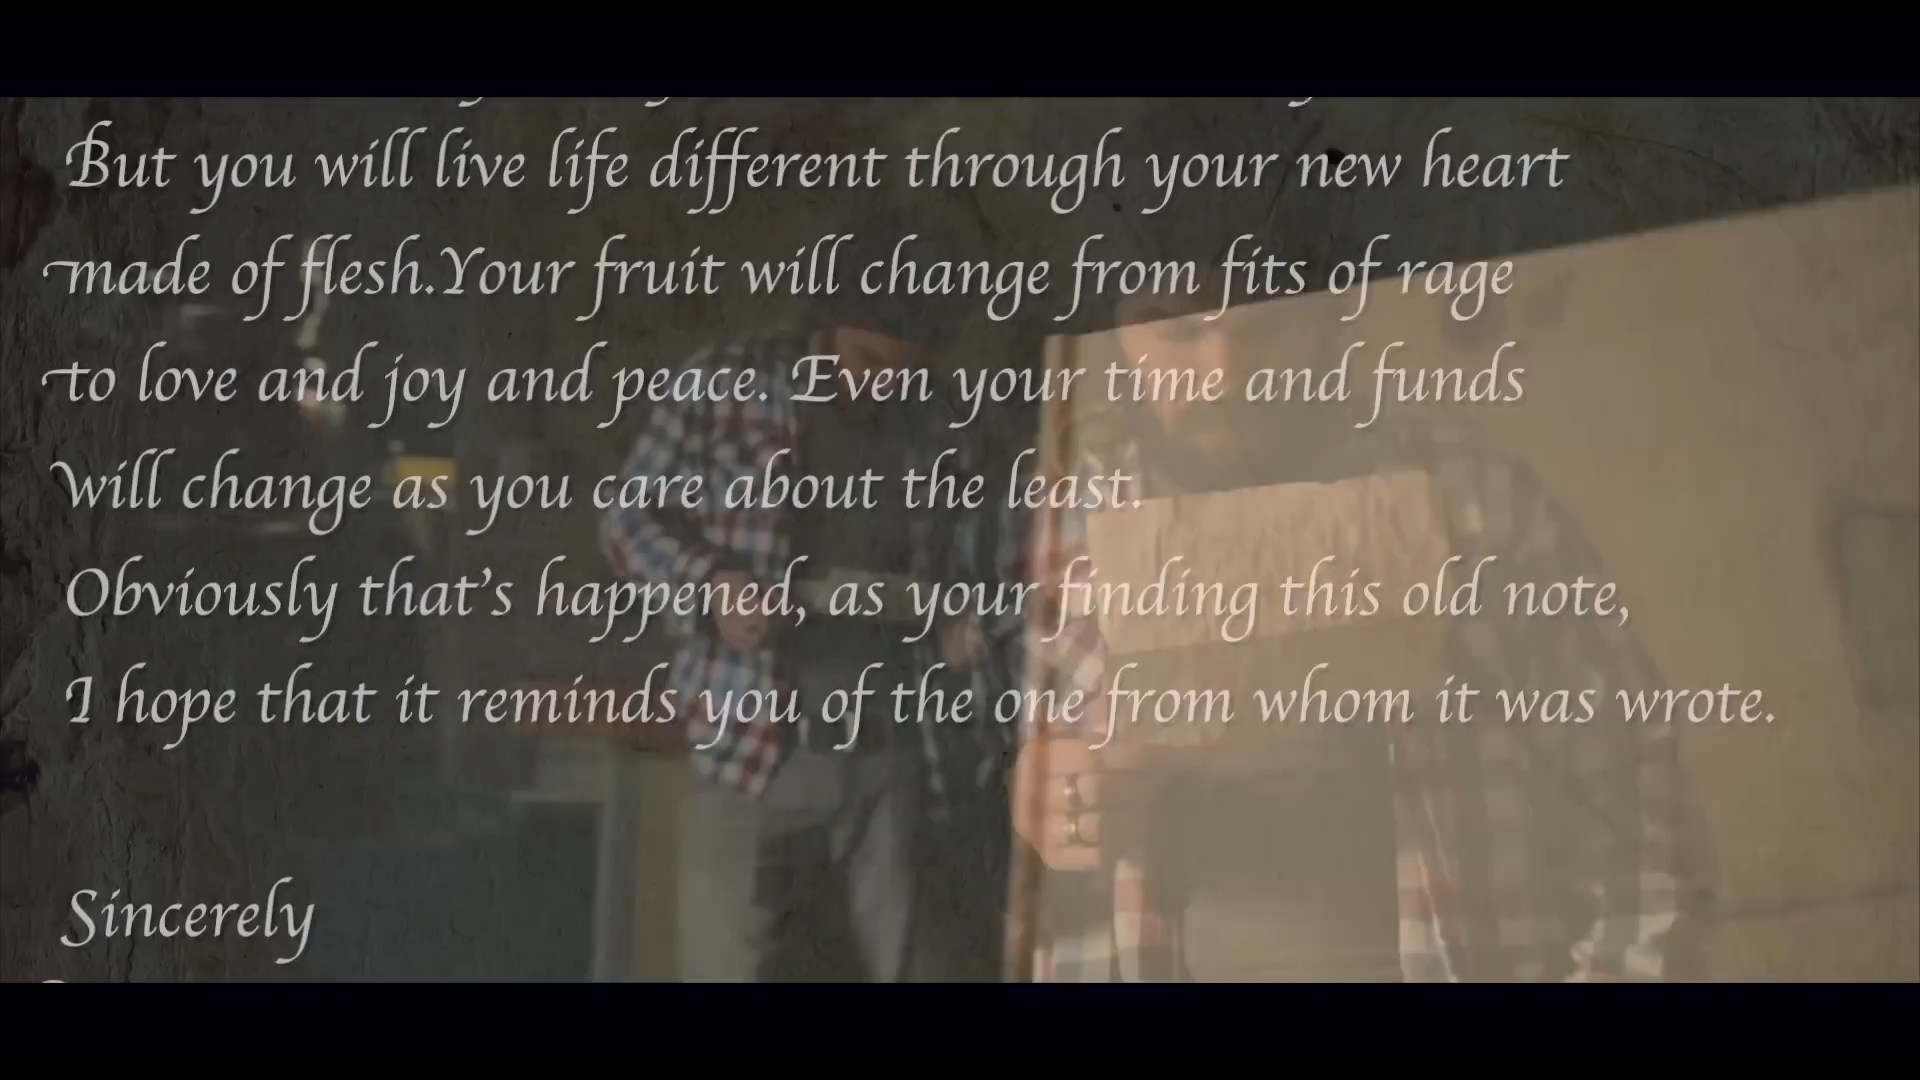 But you will live life different through your new heart
made of flesh.Your fruit will change from fits of rage
to love and joy and peace. Even your time and funds
will change as you care about the least.
Obviously that's happened, as your finding this old note,
I hope that it reminds you of the one from whom it was wrote.
Sincerely